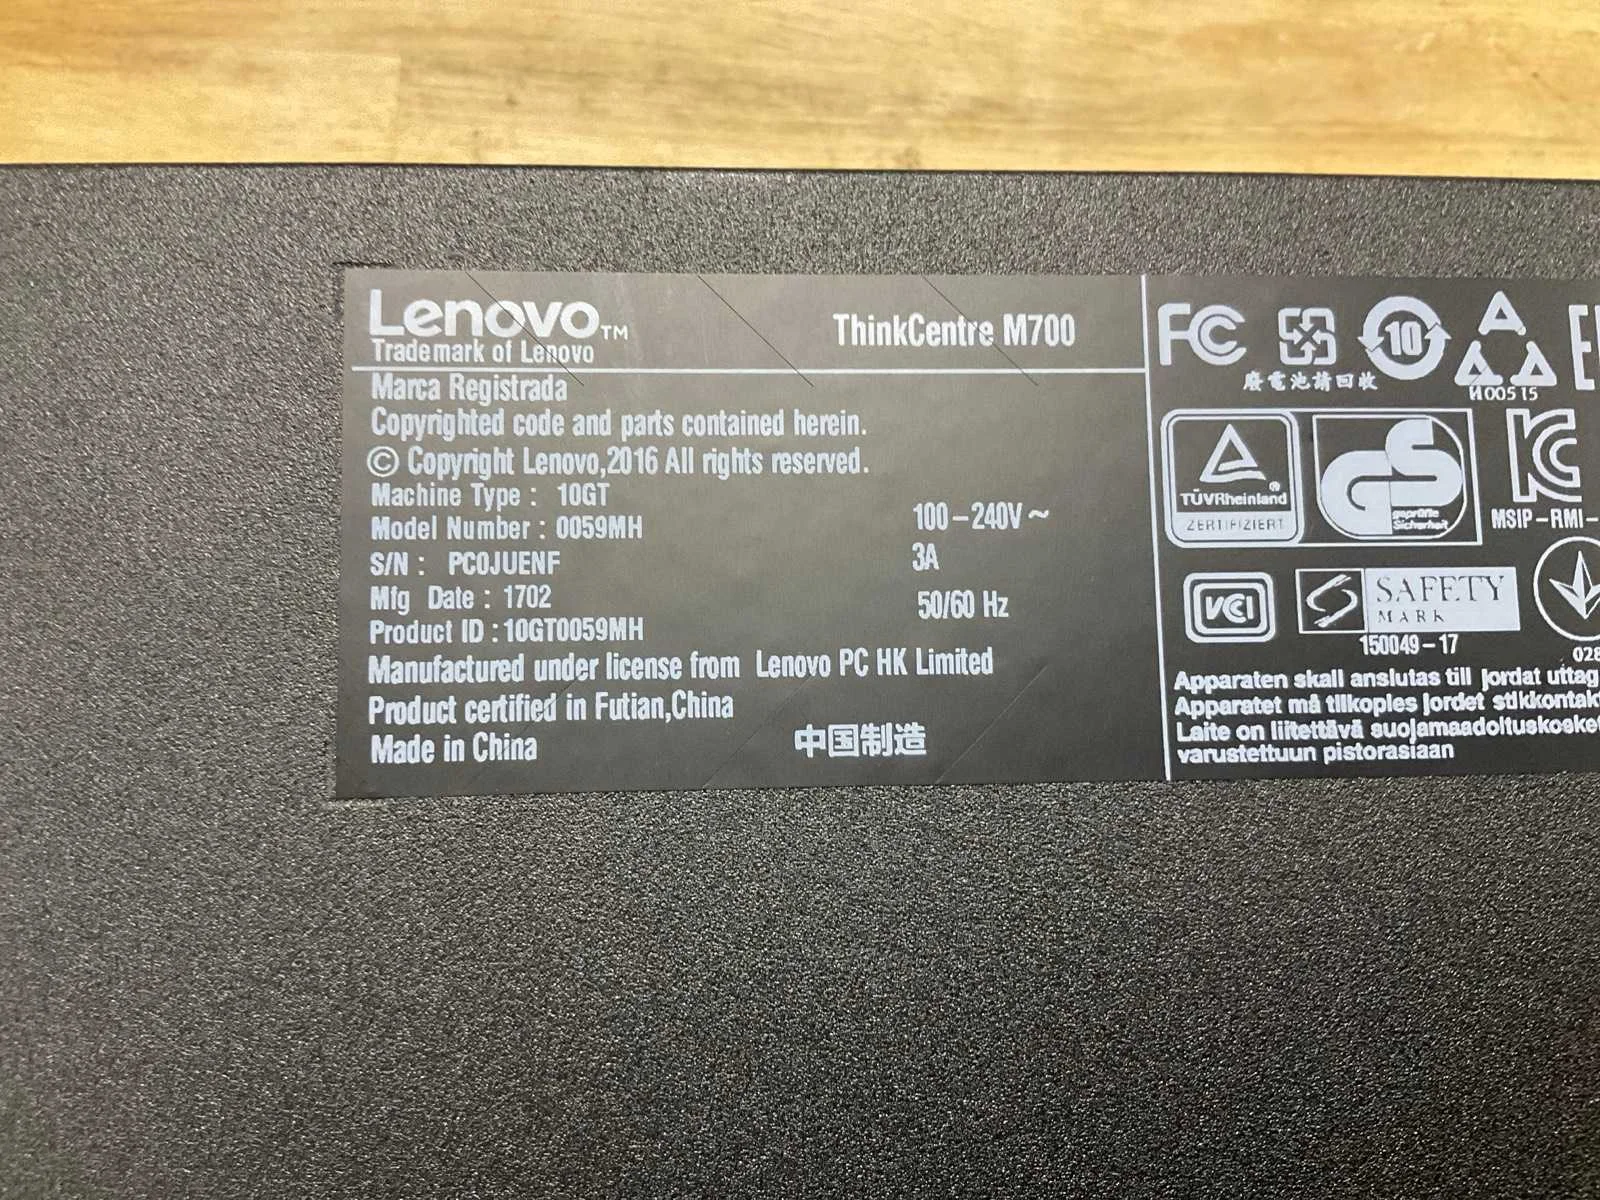 Lenovo™
Trademark of Lenovo
ThinkCentre M700
Marca Registrada
Copyrighted code and parts contained herein.
© Copyright Lenovo,2016 All rights reserved.
Machine Type : 10GT
Model Number : 0059MH
S/N : PC0JUENF
Mfg Date : 1702
Product ID :10GT0059MH
100-240V~
3A
50/60 Hz
Manufactured under license from Lenovo PC HK Limited
Product certified in Futian,China
Made in China
中国制造
FC
10
廢電池請回收
TÜVRheinland
ZERTIFIZIERT
GS
geprüfte
Sicherheit
MSIP-RMI-
VCI
SAFETY
MARK
150049-17
028
Apparaten skall anslutas till jordat uttag
Apparatet må tilkoples jordet stikkontakt
Laite on liitettävä suojamaadoituskosket
varustettuun pistorasiaan